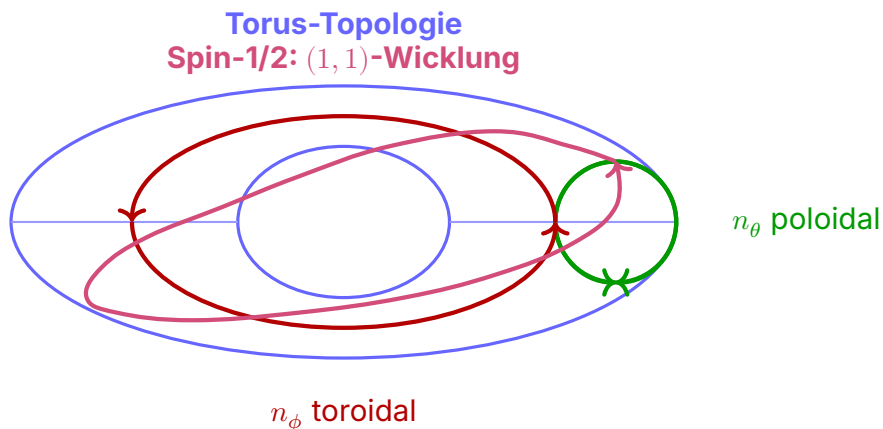 Torus-Topologie
Spin-1/2: (1, 1)-Wicklung
n_θ poloidal
n_ϕ toroidal